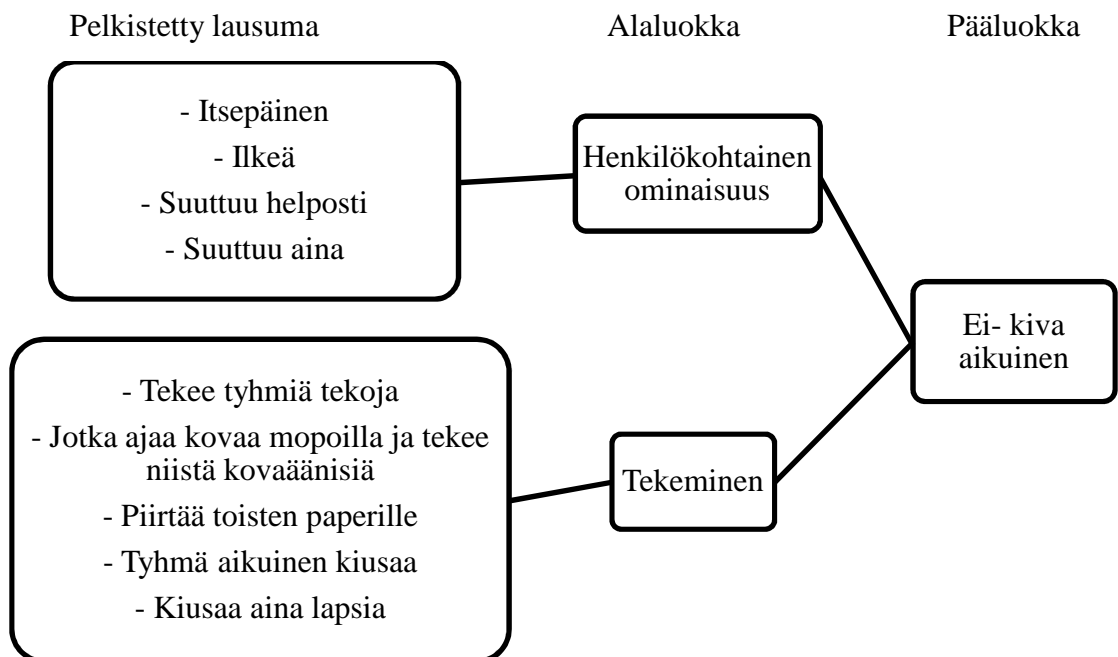 Pelkistetty lausuma
Alaluokka
Pääluokka
- Itsepäinen
- Ilkeä
- Suuttuu helposti
- Suuttuu aina
Henkilökohtainen
ominaisuus
Ei- kiva
aikuinen
- Tekee tyhmiä tekoja
- Jotka ajaa kovaa mopoilla ja tekee
niistä kovaäänisiä
- Piirtää toisten paperille
- Tyhmä aikuinen kiusaa
- Kiusaa aina lapsia
Tekeminen